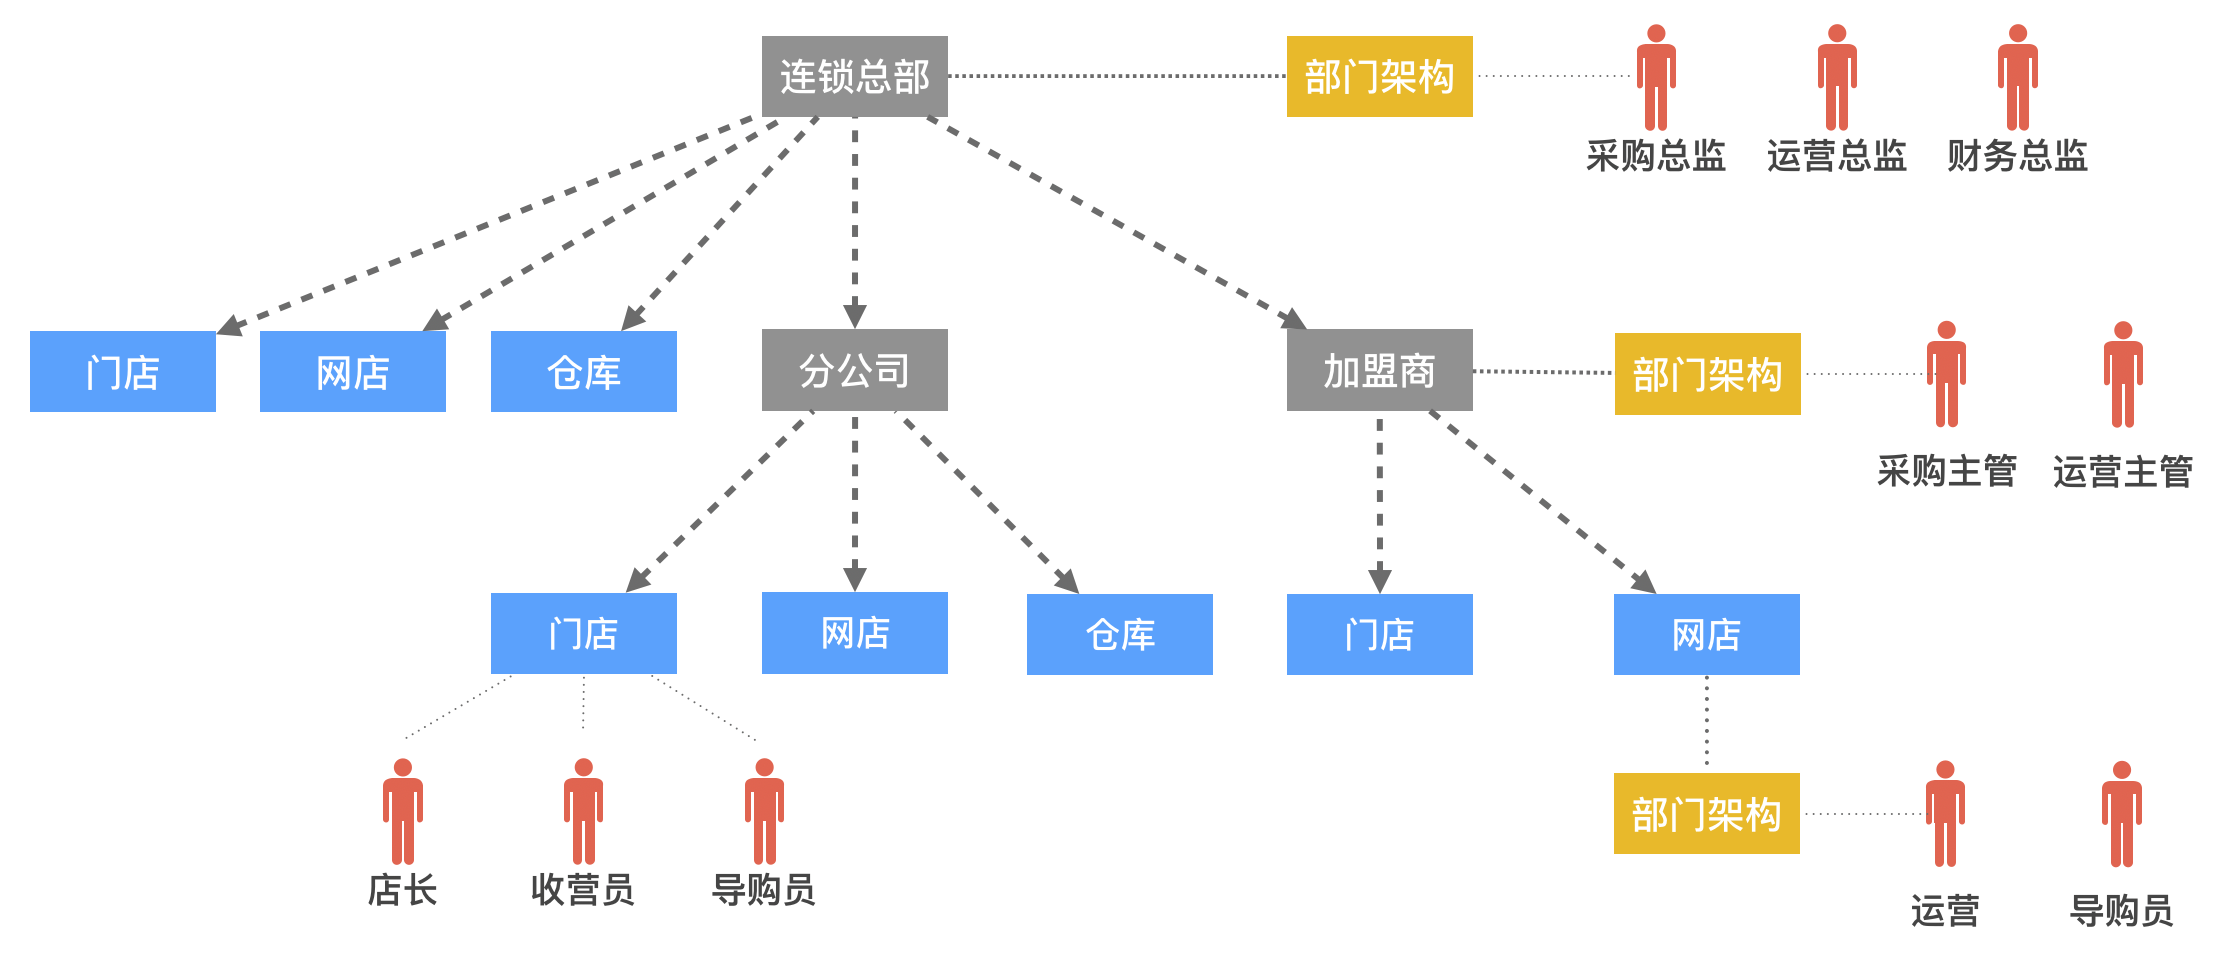 连锁总部
部门架构
采购总监
运营总监
财务总监
门店
网店
仓库
分公司
加盟商
部门架构
采购主管
运营主管
门店
网店
仓库
门店
网店
部门架构
店长
收营员
导购员
运营
导购员